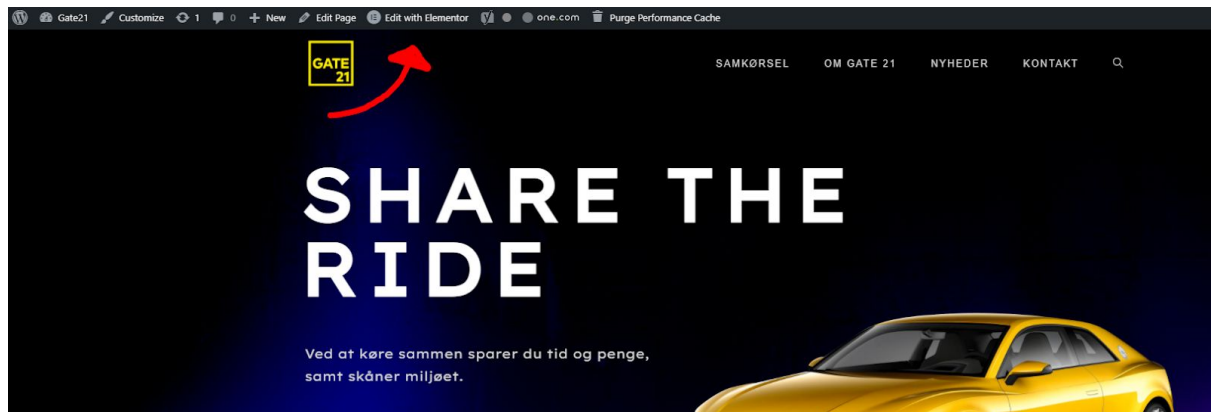 Gate21 Customize 1 0 New Edit Page Edit with Elementor one.com Purge Performance Cache
GATE
21
SAMKØRSEL OM GATE 21 NYHEDER KONTAKT
SHARE THE
RIDE
Ved at køre sammen sparer du tid og penge,
samt skåner miljøet.